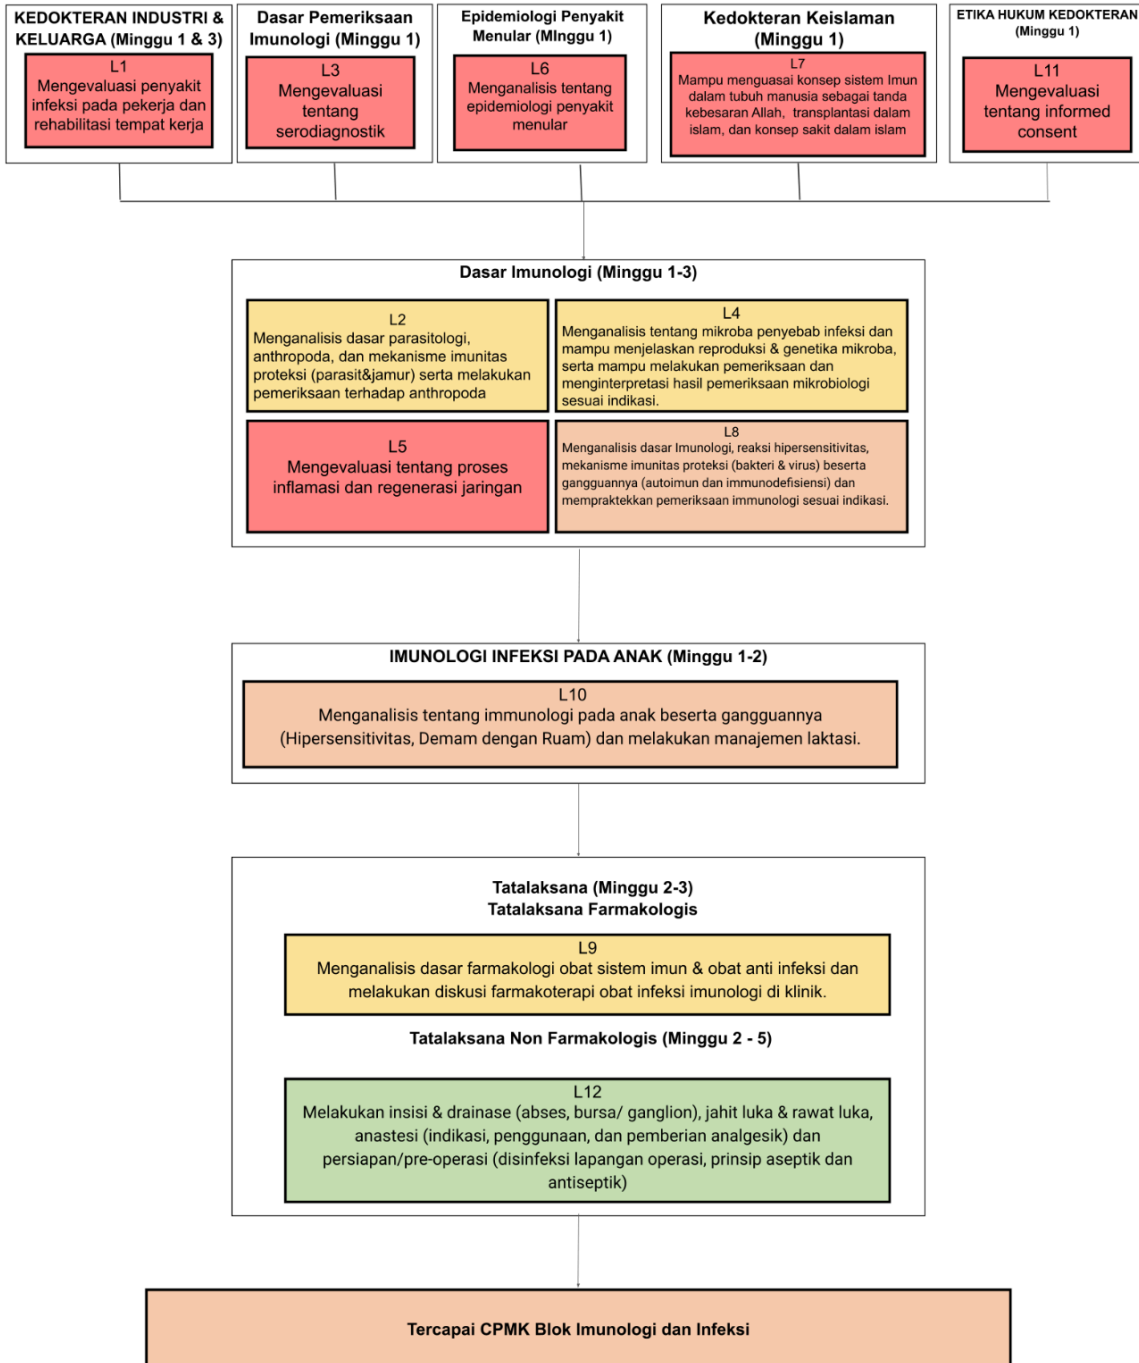 KEDOKTERAN INDUSTRI &
KELUARGA (Minggu 1 & 3)
L1
Mengevaluasi penyakit
infeksi pada pekerja dan
rehabilitasi tempat kerja
Dasar Pemeriksaan
Imunologi (Minggu 1)
L3
Mengevaluasi
tentang
serodiagnostik
Epidemiologi Penyakit
Menular (MInggu 1)
L6
Menganalisis tentang
epidemiologi penyakit
menular
Kedokteran Keislaman
(Minggu 1)
L7
Mampu menguasai konsep sistem Imun
dalam tubuh manusia sebagai tanda
kebesaran Allah, transplantasi dalam
islam, dan konsep sakit dalam islam
ETIKA HUKUM KEDOKTERAN
(Minggu 1)
L11
Mengevaluasi
tentang informed
consent
Dasar Imunologi (Minggu 1-3)
L2
Menganalisis dasar parasitologi,
anthropoda, dan mekanisme imunitas
proteksi (parasit&jamur) serta melakukan
pemeriksaan terhadap anthropoda
L4
Menganalisis tentang mikroba penyebab infeksi dan
mampu menjelaskan reproduksi & genetika mikroba,
serta mampu melakukan pemeriksaan dan
menginterpretasi hasil pemeriksaan mikrobiologi
sesuai indikasi.
L5
Mengevaluasi tentang proses
inflamasi dan regenerasi jaringan
L8
Menganalisis dasar Imunologi, reaksi hipersensitivitas,
mekanisme imunitas proteksi (bakteri & virus) beserta
gangguannya (autoimun dan immunodefisiensi) dan
mempraktekkan pemeriksaan immunologi sesuai indikasi.
IMUNOLOGI INFEKSI PADA ANAK (Minggu 1-2)
L10
Menganalisis tentang immunologi pada anak beserta gangguannya
(Hipersensitivitas, Demam dengan Ruam) dan melakukan manajemen laktasi.
Tatalaksana (Minggu 2-3)
Tatalaksana Farmakologis
L9
Menganalisis dasar farmakologi obat sistem imun & obat anti infeksi dan
melakukan diskusi farmakoterapi obat infeksi imunologi di klinik.
Tatalaksana Non Farmakologis (Minggu 2 - 5)
L12
Melakukan insisi & drainase (abses, bursa/ ganglion), jahit luka & rawat luka,
anastesi (indikasi, penggunaan, dan pemberian analgesik) dan
persiapan/pre-operasi (disinfeksi lapangan operasi, prinsip aseptik dan
antiseptik)
Tercapai CPMK Blok Imunologi dan Infeksi